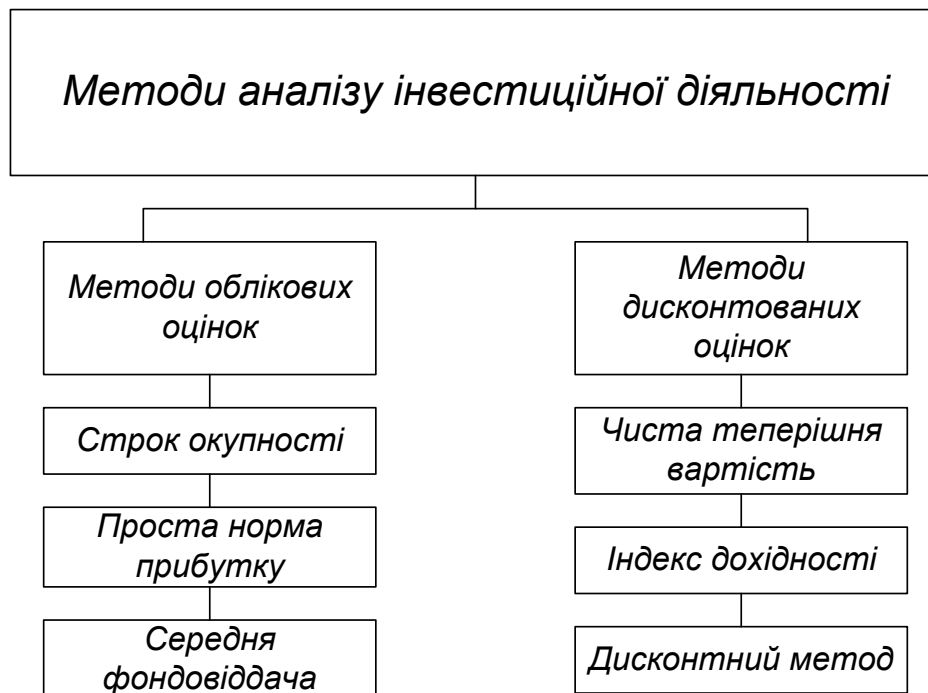 Методи аналізу інвестиційної діяльності
Методи облікових
оцінок
Строк окупності
Проста норма
прибутку
Середня
фондовіддача
Методи
дисконтованих
оцінок
Чиста теперішня
вартість
Індекс дохідності
Дисконтний метод